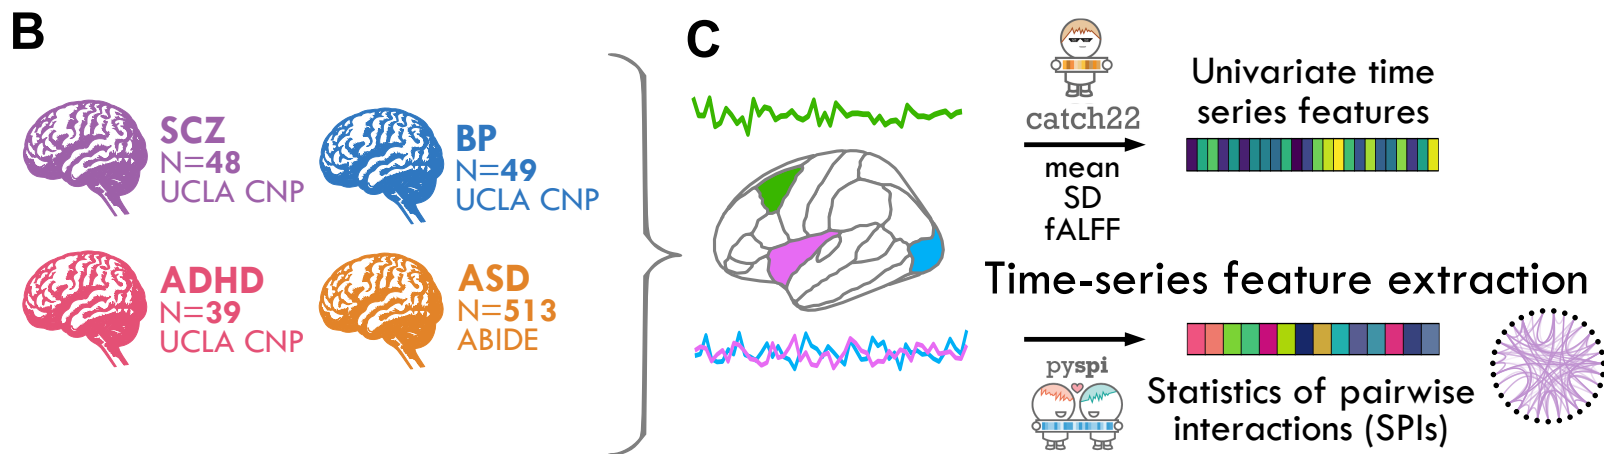 B
SCZ
N=48
UCLA CNP
BP
N=49
UCLA CNP
ADHD
N=39
UCLA CNP
ASD
N=513
ABIDE
C
catch22
mean
SD
fALFF
Univariate time
series features
Time-series feature extraction
pyspi
Statistics of pairwise
interactions (SPIs)